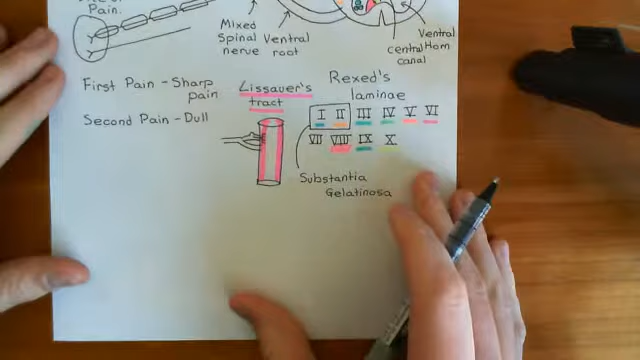 Pain.
Mixed
Spinal
nerve
Ventral
root
Central
canal
Ventral
Horn
First Pain - Sharp
pain
Second Pain - Dull
Lissauer's
tract
Rexed's
laminae
I II III IV V VI
VII VIII IX X
Substantia
Gelatinosa